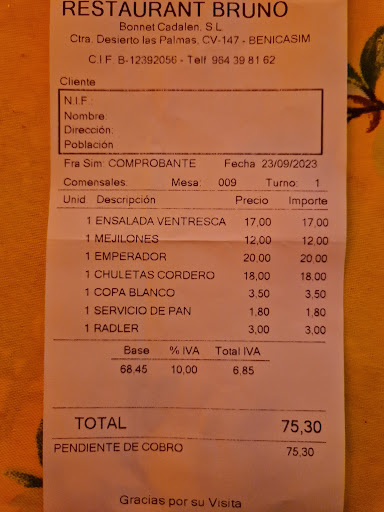 RESTAURANT BRUNO
Bonnet Cadalen, S.L.
Ctra. Desierto las Palmas, CV-147 - BENICASIM
C.I.F. B-12392056 - Telf 964 39 81 62
Cliente
N.I.F.:
Nombre:
Dirección:
Población
Fra Sim: COMPROBANTE Fecha 23/09/2023
Comensales: Mesa: 009 Turno: 1
Unid Descripción Precio Importe
1 ENSALADA VENTRESCA 17,00 17,00
1 MEJILONES 12,00 12,00
1 EMPERADOR 20,00 20,00
1 CHULETAS CORDERO 18,00 18,00
1 COPA BLANCO 3,50 3,50
1 SERVICIO DE PAN 1,80 1,80
1 RADLER 3,00 3,00
Base % IVA Total IVA
68,45 10,00 6,85
TOTAL 75,30
PENDIENTE DE COBRO 75,30
Gracias por su Visita